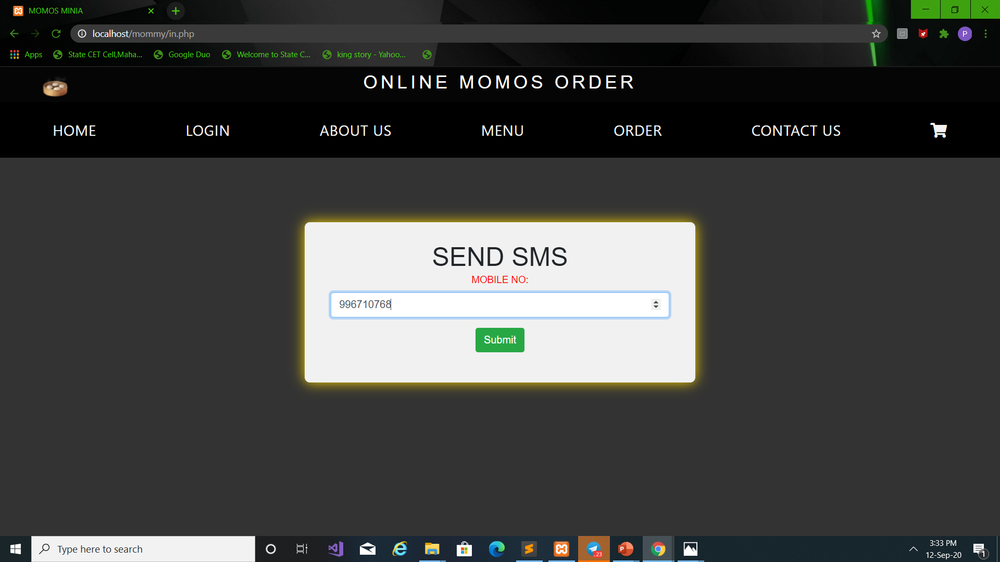 MOMOS MINIA
localhost/mommy/in.php
P
Apps
State CET Cell,Maha...
Google Duo
Welcome to State C...
king story - Yahoo...
ONLINE MOMOS ORDER
HOME
LOGIN
ABOUT US
MENU
ORDER
CONTACT US
SEND SMS
MOBILE NO:
996710768
Submit
Type here to search
..23
P
3:33 PM
12-Sep-20
1